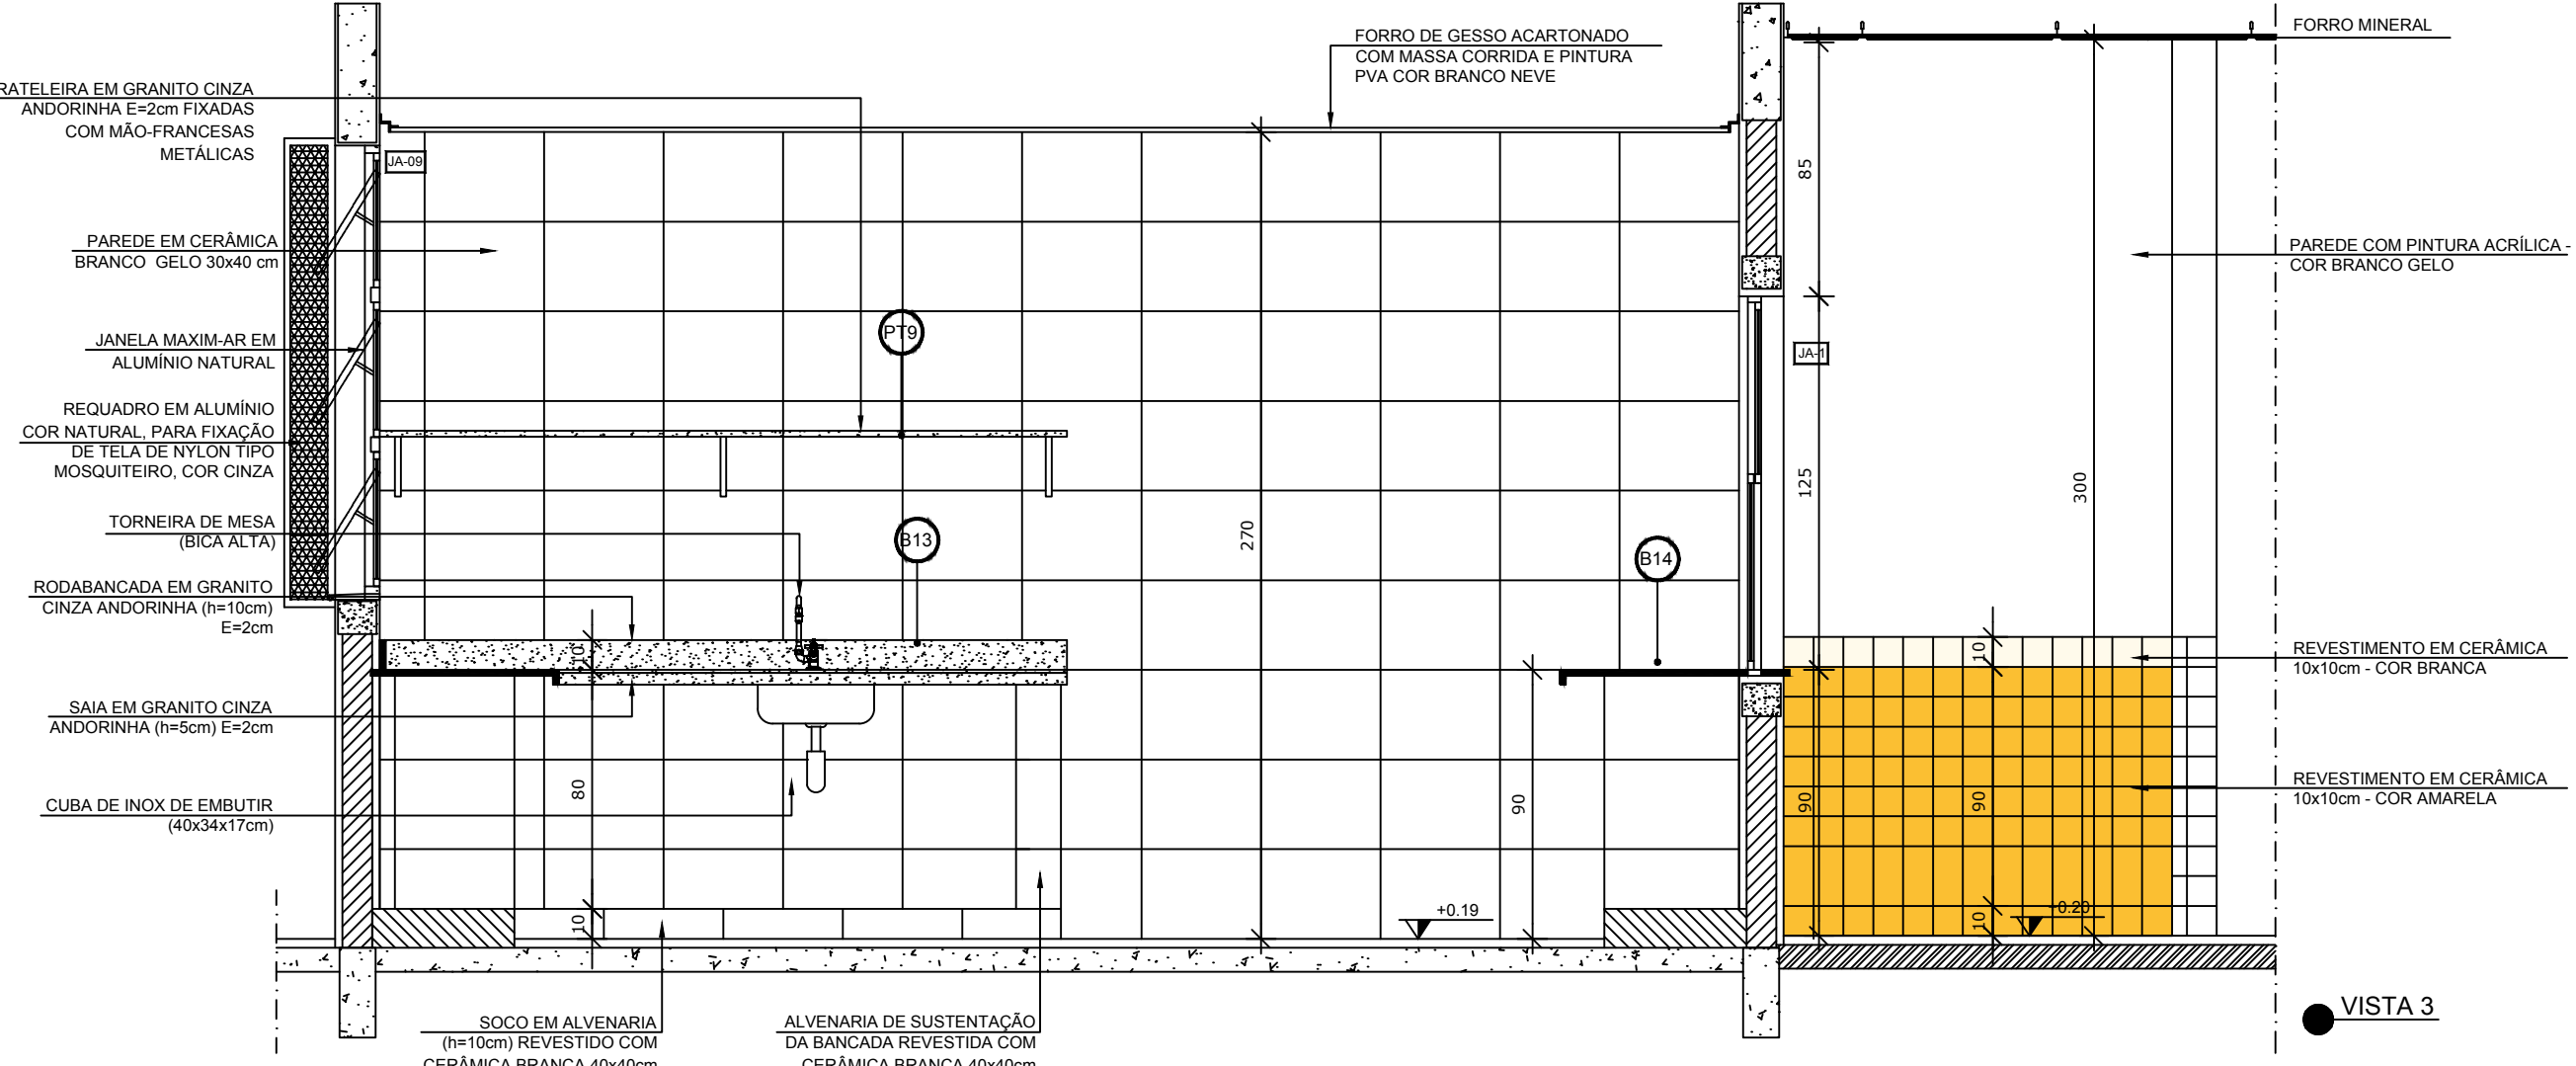 RATELEIRA EM GRANITO CINZA
ANDORINHA E=2cm FIXADAS
COM MÃO-FRANCESAS
METÁLICAS
FORRO DE GESSO ACARTONADO
COM MASSA CORRIDA E PINTURA
PVA COR BRANCO NEVE
FORRO MINERAL
JA-09
85
PAREDE EM CERÂMICA
BRANCO GELO 30x40 cm
PAREDE COM PINTURA ACRÍLICA -
COR BRANCO GELO
PT9
JANELA MAXIM-AR EM
ALUMÍNIO NATURAL
JA-1
REQUADRO EM ALUMÍNIO
COR NATURAL, PARA FIXAÇÃO
DE TELA DE NYLON TIPO
MOSQUITEIRO, COR CINZA
125
300
TORNEIRA DE MESA
(BICA ALTA)
B13
270
B14
RODABANCADA EM GRANITO
CINZA ANDORINHA (h=10cm)
E=2cm
10
10
REVESTIMENTO EM CERÂMICA
10x10cm - COR BRANCA
SAIA EM GRANITO CINZA
ANDORINHA (h=5cm) E=2cm
80
90
90
90
REVESTIMENTO EM CERÂMICA
10x10cm - COR AMARELA
CUBA DE INOX DE EMBUTIR
(40x34x17cm)
10
+0.19
10
+0.20
SOCO EM ALVENARIA
(h=10cm) REVESTIDO COM
CERÂMICA BRANCA 40x40cm
ALVENARIA DE SUSTENTAÇÃO
DA BANCADA REVESTIDA COM
CERÂMICA BRANCA 40x40cm
VISTA 3